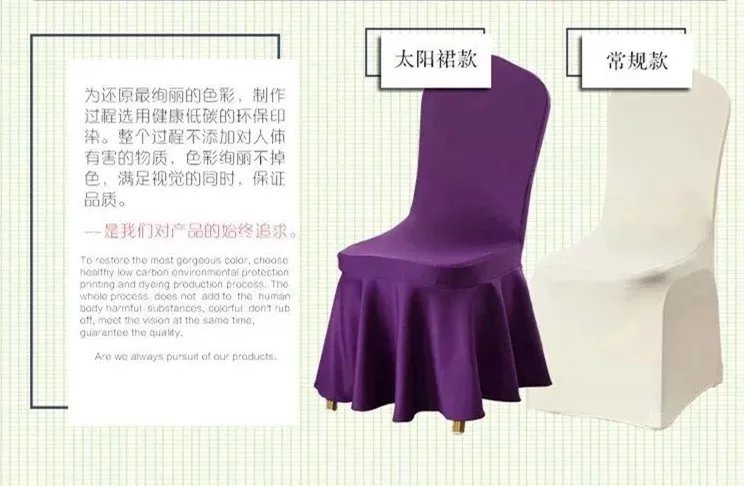 为还原最绚丽的色彩，制作
过程选用健康低碳的环保印
染。整个过程不添加对人体
有害的物质，色彩绚丽不掉
色，满足视觉的同时，保证
品质。
--是我们对产品的始终追求。
To restore the most gorgeous color, choose
healthy low carbon environmental protection
printing and dyeing production process. The
whole process does not add to the human
body harmful substances, colorful don't rub
off, meet the vision at the same time,
guarantee the quality.
Are we always pursuit of our products.
太阳裙款
常规款